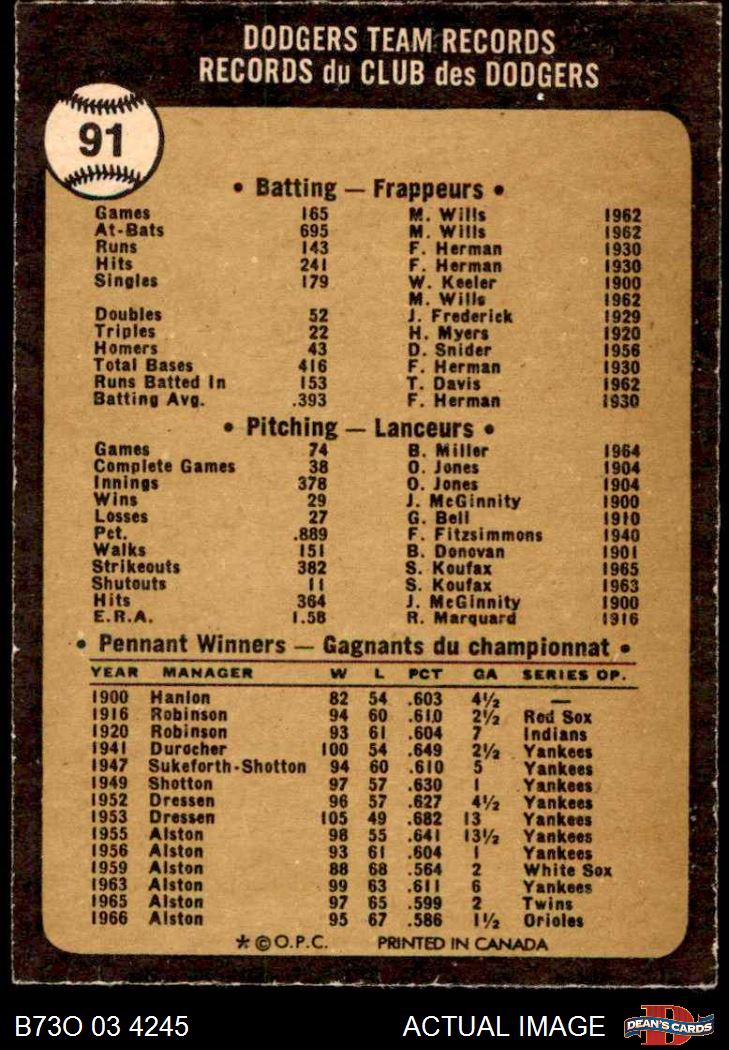 DODGERS TEAM RECORDS
RECORDS du CLUB des DODGERS
91
• Batting — Frappeurs •
Games 165 M. Wills 1962
At-Bats 695 M. Wills 1962
Runs 143 F. Herman 1930
Hits 241 F. Herman 1930
Singles 179 W. Keeler 1900
M. Wills 1962
Doubles 52 J. Frederick 1929
Triples 22 H. Myers 1920
Homers 43 D. Snider 1956
Total Bases 416 F. Herman 1930
Runs Batted In 153 T. Davis 1962
Batting Avg. .393 F. Herman 1930
• Pitching — Lanceurs •
Games 74 B. Miller 1964
Complete Games 38 O. Jones 1904
Innings 378 O. Jones 1904
Wins 29 J. McGinnity 1900
Losses 27 G. Bell 1910
Pct. .889 F. Fitzsimmons 1940
Walks 151 B. Donovan 1901
Strikeouts 382 S. Koufax 1965
Shutouts 11 S. Koufax 1963
Hits 364 J. McGinnity 1900
E.R.A. 1.58 R. Marquard 1916
• Pennant Winners — Gagnants du championnat •
YEAR MANAGER W L PCT GA SERIES OP.
1900 Hanlon 82 54 .603 4½ —
1916 Robinson 94 60 .610 2½ Red Sox
1920 Robinson 93 61 .604 7 Indians
1941 Durocher 100 54 .649 2½ Yankees
1947 Sukeforth-Shotton 94 60 .610 5 Yankees
1949 Shotton 97 57 .630 1 Yankees
1952 Dressen 96 57 .627 4½ Yankees
1953 Dressen 105 49 .682 13 Yankees
1955 Alston 98 55 .641 13½ Yankees
1956 Alston 93 61 .604 1 Yankees
1959 Alston 88 68 .564 2 White Sox
1963 Alston 99 63 .611 6 Yankees
1965 Alston 97 65 .599 2 Twins
1966 Alston 95 67 .586 1½ Orioles
* © O.P.C. PRINTED IN CANADA
B73O 03 4245 ACTUAL IMAGE D DEAN'S CARDS